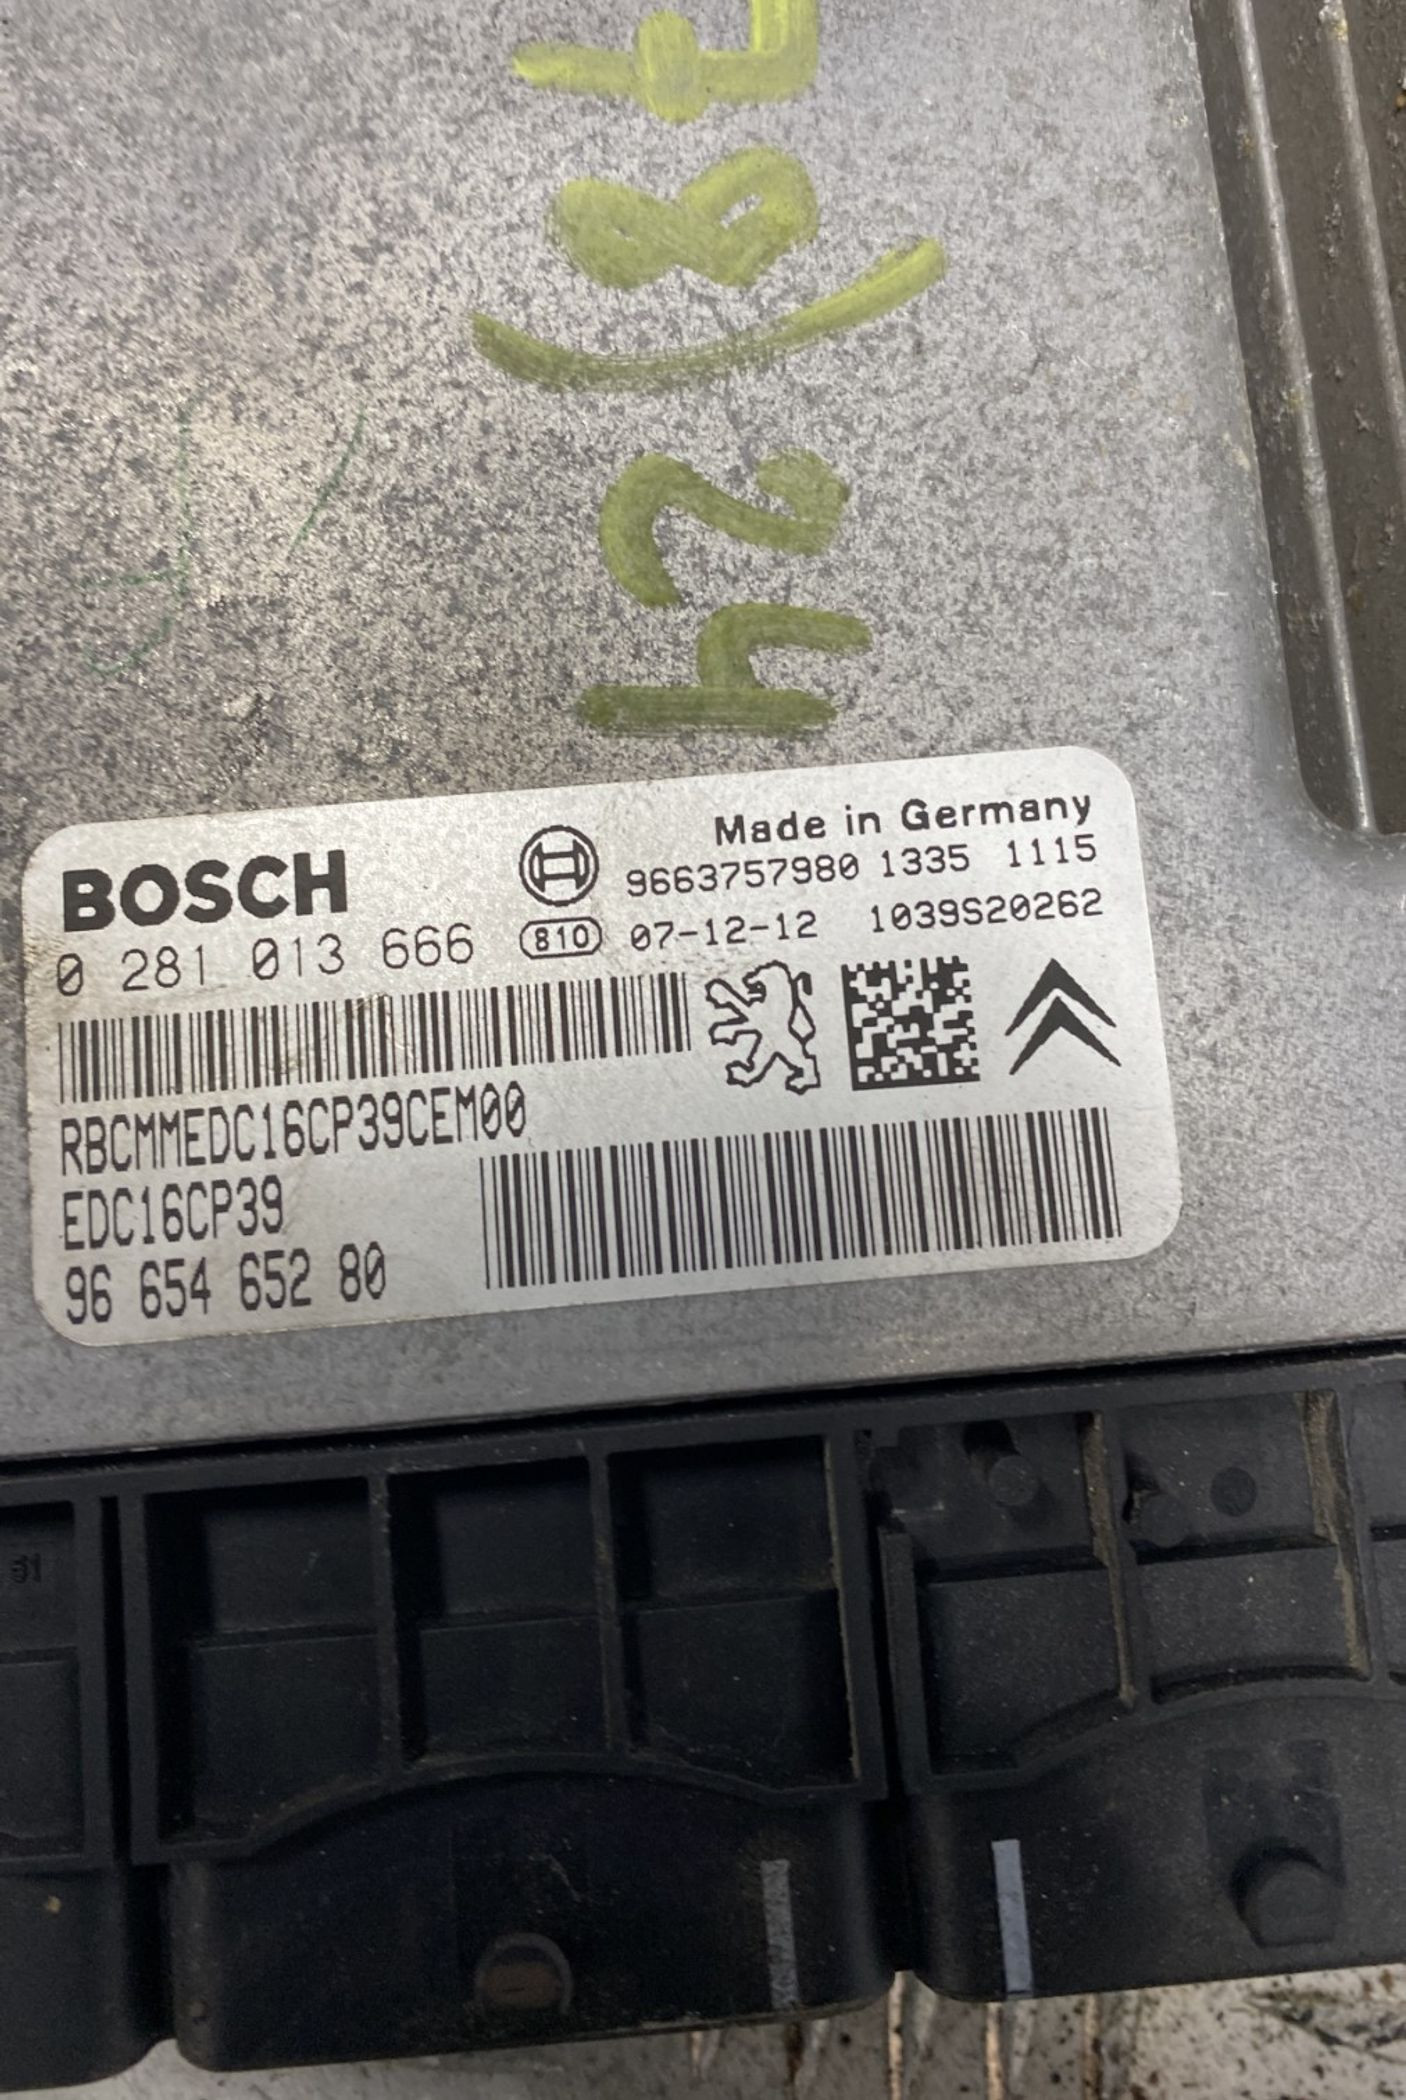 BOSCH
Made in Germany
9663757980 1335 1115
0 281 013 666
810
07-12-12 1039S20262
RBCMMEDC16CP39CEM00
EDC16CP39
96 654 652 80